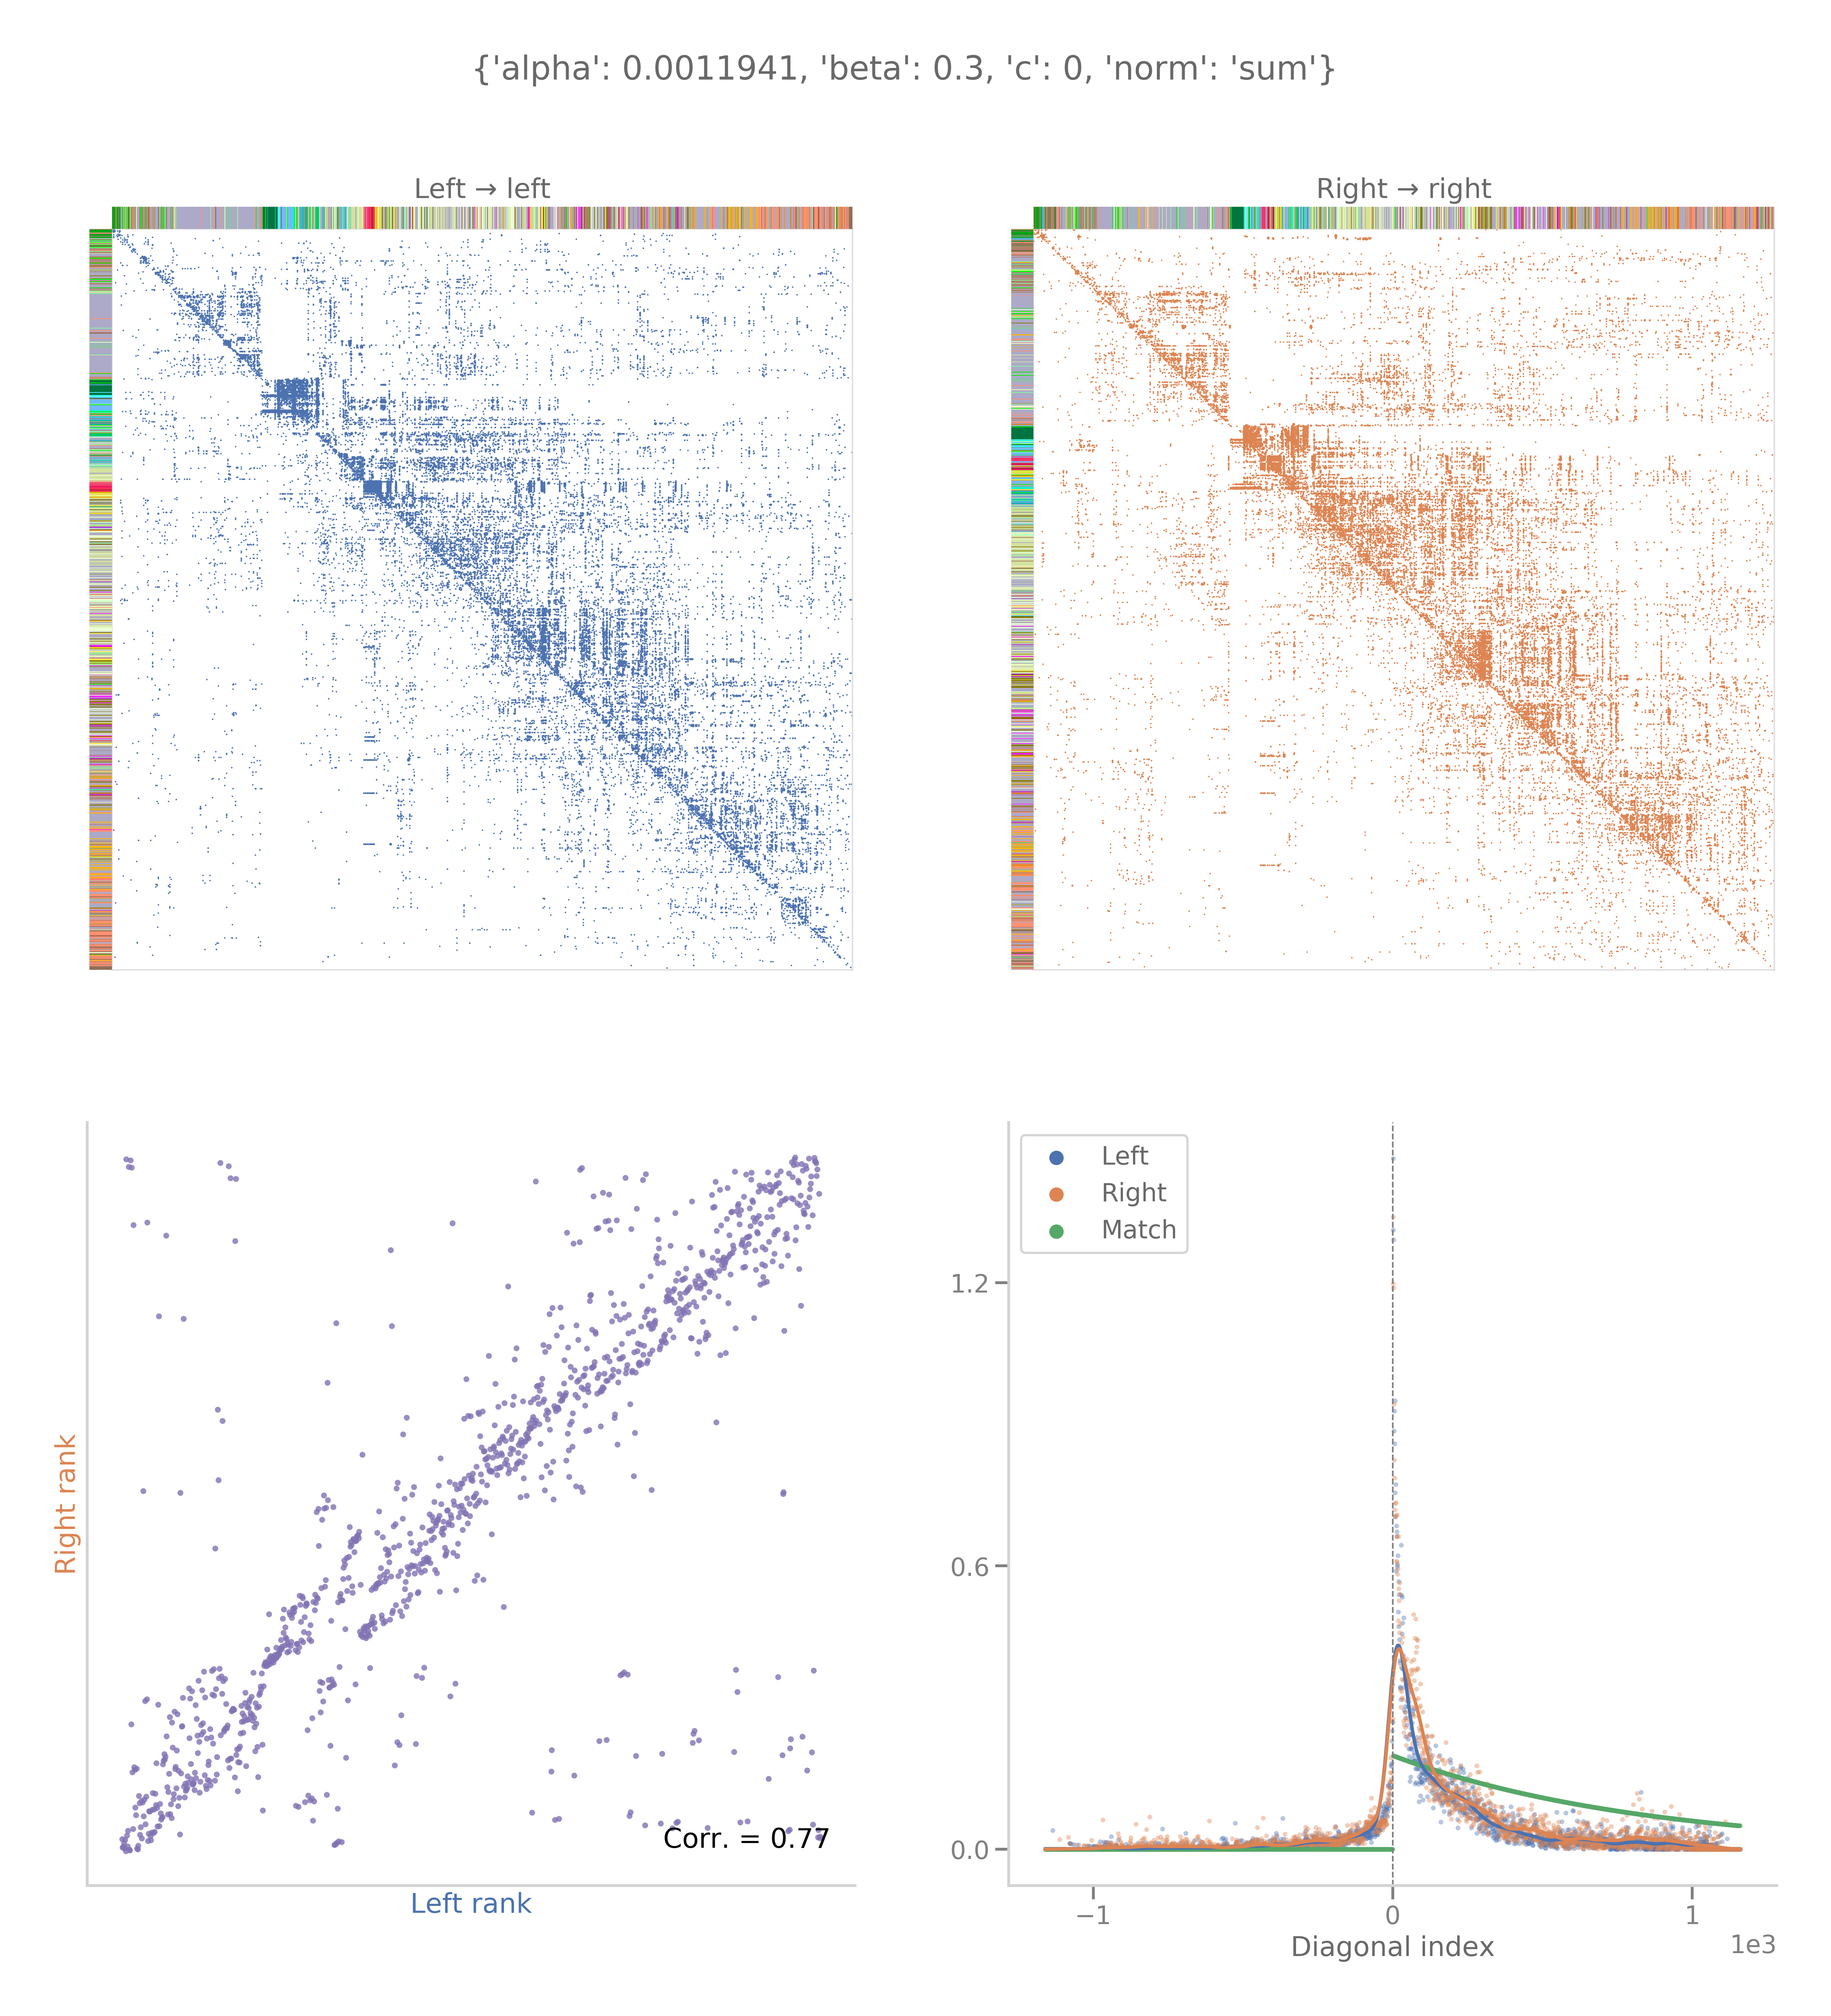 {'alpha': 0.0011941, 'beta': 0.3, 'c': 0, 'norm': 'sum'}
Left → left
Right → right
Right rank
Corr. = 0.77
Left rank
Left
Right
Match
1.2
0.6
0.0
−1
0
1
1e3
Diagonal index